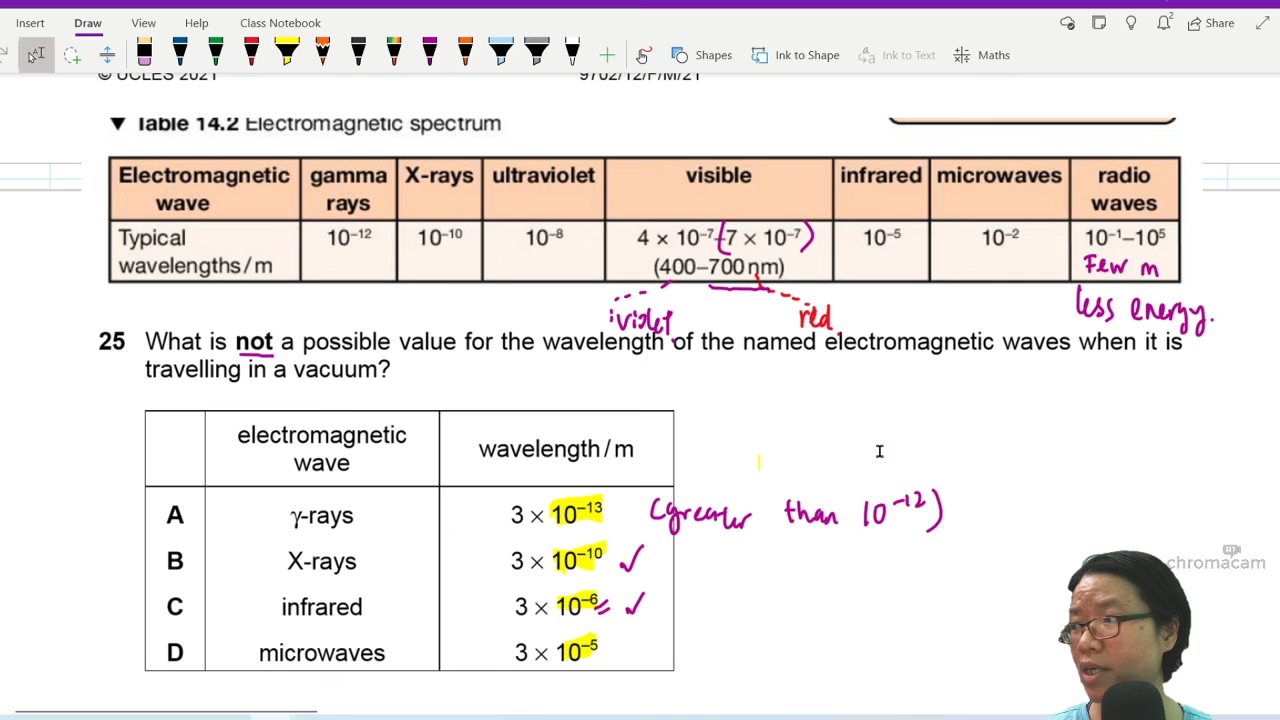 Insert Draw View Help Class Notebook
2
Share
Shapes
Ink to Shape
Ink to Text
Maths
© UCLES 2021 9702/12/F/M/21
▼ Table 14.2 Electromagnetic spectrum
Electromagnetic wave gamma rays X-rays ultraviolet visible infrared microwaves radio waves
Typical wavelengths/m 10⁻¹² 10⁻¹⁰ 10⁻⁸ 4 × 10⁻⁷–(7 × 10⁻⁷) (400–700 nm) 10⁻⁵ 10⁻² 10⁻¹–10⁵
Few m
violet red less energy.
25 What is not a possible value for the wavelength of the named electromagnetic waves when it is
travelling in a vacuum?
electromagnetic wave wavelength/m
A γ-rays 3 × 10⁻¹³ (greater than 10⁻¹²)
B X-rays 3 × 10⁻¹⁰ ✓
C infrared 3 × 10⁻⁶ ✓
D microwaves 3 × 10⁻⁵
chromacam